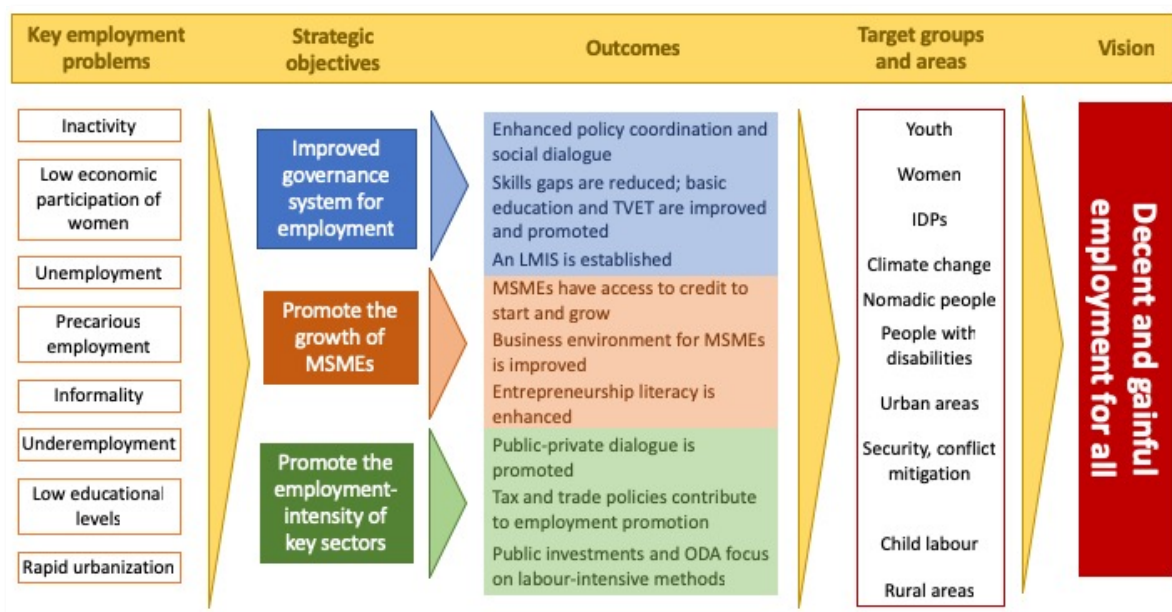 Key employment
problems
Strategic
objectives
Outcomes
Target groups
and areas
Vision
Inactivity
Low economic
participation of
women
Unemployment
Precarious
employment
Informality
Underemployment
Low educational
levels
Rapid urbanization
Improved
governance
system for
employment
Promote the
growth of
MSMEs
Promote the
employment-
intensity of
key sectors
Enhanced policy coordination and
social dialogue
Skills gaps are reduced; basic
education and TVET are improved
and promoted
An LMIS is established
MSMEs have access to credit to
start and grow
Business environment for MSMEs
is improved
Entrepreneurship literacy is
enhanced
Public-private dialogue is
promoted
Tax and trade policies contribute
to employment promotion
Public investments and ODA focus
on labour-intensive methods
Youth
Women
IDPs
Climate change
Nomadic people
People with
disabilities
Urban areas
Security, conflict
mitigation
Child labour
Rural areas
Decent and gainful
employment for all